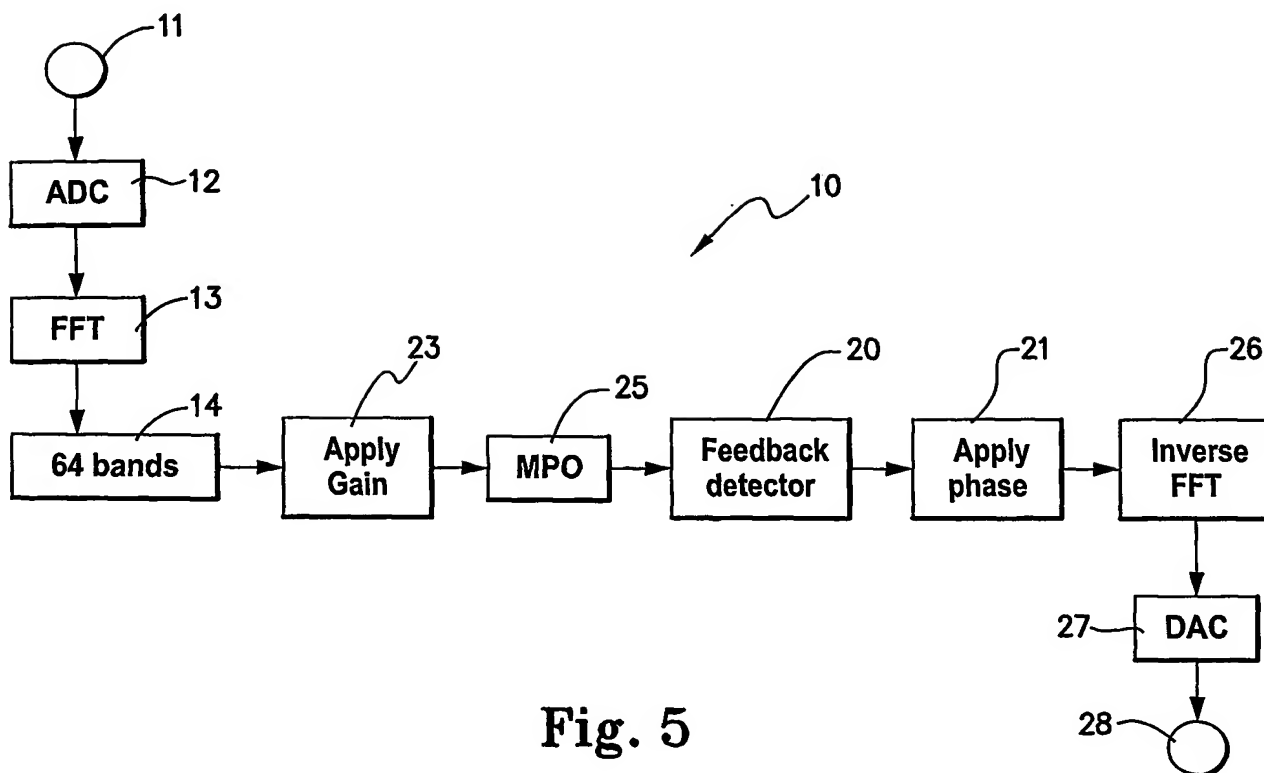 11
ADC
12
10
FFT
13
14
64 bands
23
Apply
Gain
25
MPO
20
Feedback
detector
21
Apply
phase
26
Inverse
FFT
27
DAC
28
Fig. 5